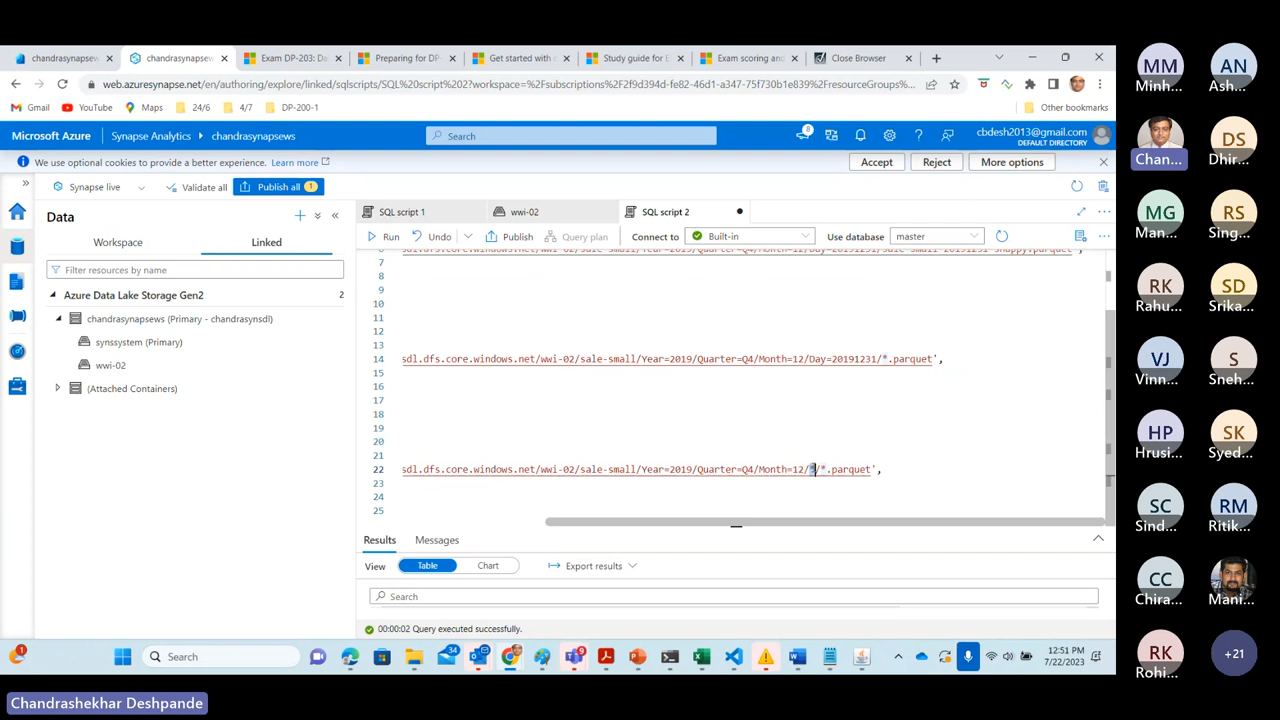 chandrasynapsew
chandrasynapsew
Exam DP-203: Da
Preparing for DP-
Get started with c
Study guide for E
Exam scoring and
Close Browser
web.azuresynapse.net/en/authoring/explore/linked/sqlscripts/SQL%20script%202?workspace=%2Fsubscriptions%2F2f9d394d-fe82-46d1-a347-75f730b1e839%2FresourceGroups%...
Gmail
YouTube
Maps
24/6
4/7
DP-200-1
Other bookmarks
Microsoft Azure
Synapse Analytics
chandrasynapsews
Search
8
cbdesh2013@gmail.com
DEFAULT DIRECTORY
We use optional cookies to provide a better experience. Learn more
Accept
Reject
More options
Synapse live
Validate all
Publish all 1
Data
Workspace
Linked
Filter resources by name
Azure Data Lake Storage Gen2 2
chandrasynapsews (Primary - chandrasynsdl)
synssystem (Primary)
wwi-02
(Attached Containers)
SQL script 1
wwi-02
SQL script 2
Run
Undo
Publish
Query plan
Connect to
Built-in
Use database
master
7
8
9
10
11
12
13
14 sdl.dfs.core.windows.net/wwi-02/sale-small/Year=2019/Quarter=Q4/Month=12/Day=20191231/*.parquet',
15
16
17
18
19
20
21
22 sdl.dfs.core.windows.net/wwi-02/sale-small/Year=2019/Quarter=Q4/Month=12/*/*.parquet',
23
24
25
Results
Messages
View
Table
Chart
Export results
Search
00:00:02 Query executed successfully.
1
Search
34
9
12:51 PM
7/22/2023
MM
Minh...
AN
Ash...
Chan...
DS
Dhir...
MG
Man...
RS
Sing...
RK
Rahu...
SD
Srika...
VJ
Vinn...
S
Sneh...
HP
Hrusi...
SK
Syed...
SC
Sind...
RM
Ritik...
CC
Chira...
Mani...
RK
Rohi...
+21
Chandrashekhar Deshpande